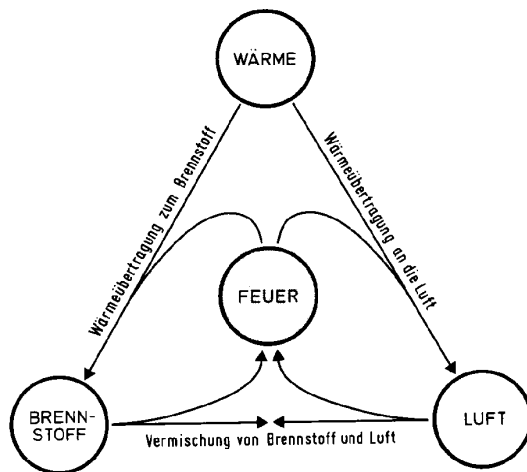 WÄRME
Wärmeübertragung zum Brennstoff
Wärmeübertragung an die Luft
FEUER
BRENN-
STOFF
LUFT
Vermischung von Brennstoff und Luft